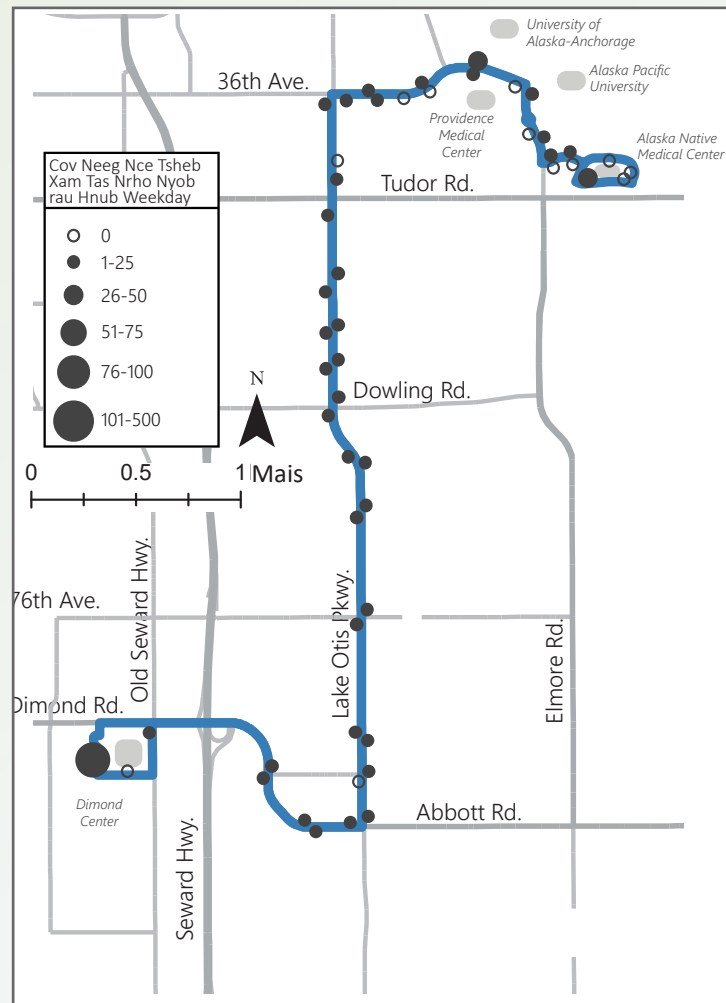 University of
Alaska-Anchorage
36th Ave.
Alaska Pacific
University
Providence
Medical
Center
Alaska Native
Medical Center
Cov Neeg Nce Tsheb
Xam Tas Nrho Nyob
rau Hnub Weekday
0
1-25
26-50
51-75
76-100
101-500
Tudor Rd.
N
Dowling Rd.
0 0.5 1 Mais
Old Seward Hwy.
76th Ave.
Lake Otis Pkwy.
Elmore Rd.
Dimond Rd.
Dimond
Center
Abbott Rd.
Seward Hwy.